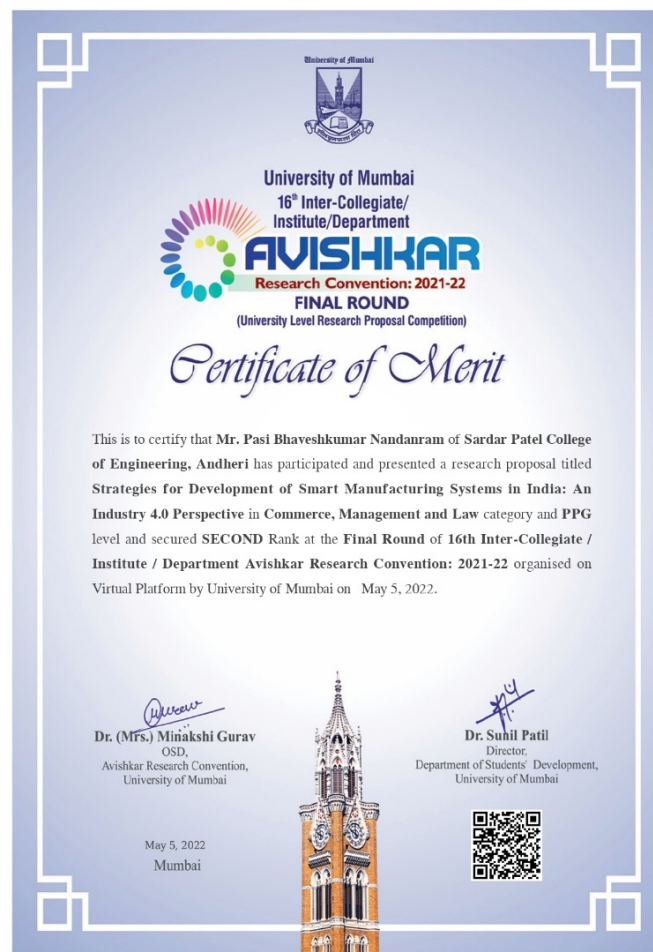 University of Mumbai
University of Mumbai
16th Inter-Collegiate/
Institute/Department
AVISHKAR
Research Convention: 2021-22
FINAL ROUND
(University Level Research Proposal Competition)
Certificate of Merit
This is to certify that Mr. Pasi Bhaveshkumar Nandanram of Sardar Patel College
of Engineering, Andheri has participated and presented a research proposal titled
Strategies for Development of Smart Manufacturing Systems in India: An
Industry 4.0 Perspective in Commerce, Management and Law category and PPG
level and secured SECOND Rank at the Final Round of 16th Inter-Collegiate /
Institute / Department Avishkar Research Convention: 2021-22 organised on
Virtual Platform by University of Mumbai on May 5, 2022.
Dr. (Mrs.) Minakshi Gurav
OSD,
Avishkar Research Convention,
University of Mumbai
Dr. Sunil Patil
Director,
Department of Students' Development,
University of Mumbai
May 5, 2022
Mumbai